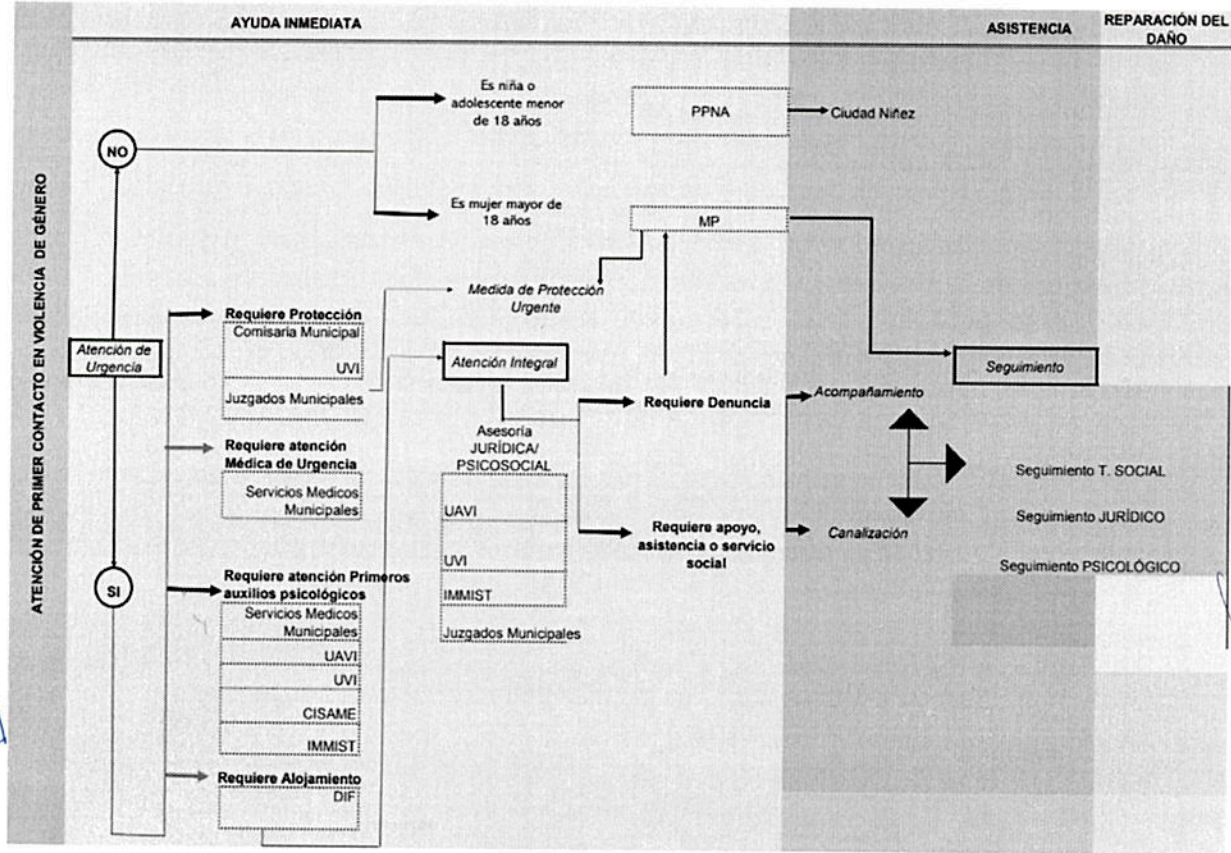 AYUDA INMEDIATA
ASISTENCIA
REPARACIÓN DEL
DAÑO
ATENCIÓN DE PRIMER CONTACTO EN VIOLENCIA DE GÉNERO
Es niña o
adolescente menor
de 18 años
PPNA
Ciudad Niñez
NO
Es mujer mayor de
18 años
MP
Medida de Protección
Urgente
Atención de
Urgencia
Requiere Protección
Comisaria Municipal
UVI
Juzgados Municipales
Atención Integral
Seguimiento
Requiere Denuncia
Acompañamiento
Asesoría
JURÍDICA/
PSICOSOCIAL
UAVI
UVI
IMMIST
Juzgados Municipales
Requiere atención
Médica de Urgencia
Servicios Medicos
Municipales
Requiere apoyo,
asistencia o servicio
social
Canalización
Seguimiento T. SOCIAL
Seguimiento JURÍDICO
Seguimiento PSICOLÓGICO
SI
Requiere atención Primeros
auxilios psicológicos
Servicios Medicos
Municipales
UAVI
UVI
CISAME
IMMIST
Requiere Alojamiento
DIF